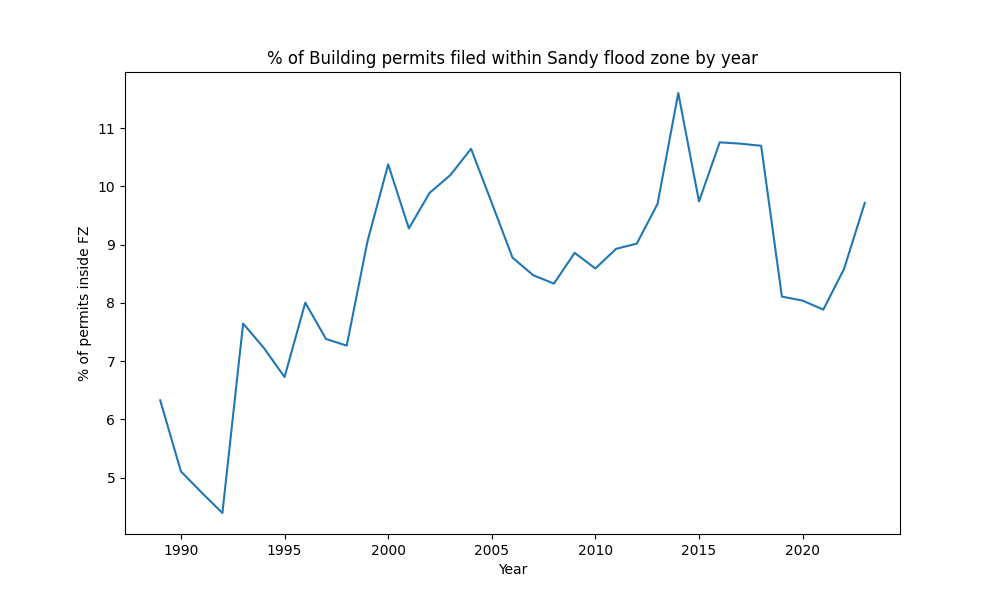 % of Building permits filed within Sandy flood zone by year
% of permits inside FZ
11
10
9
8
7
6
5
1990 1995 2000 2005 2010 2015 2020
Year